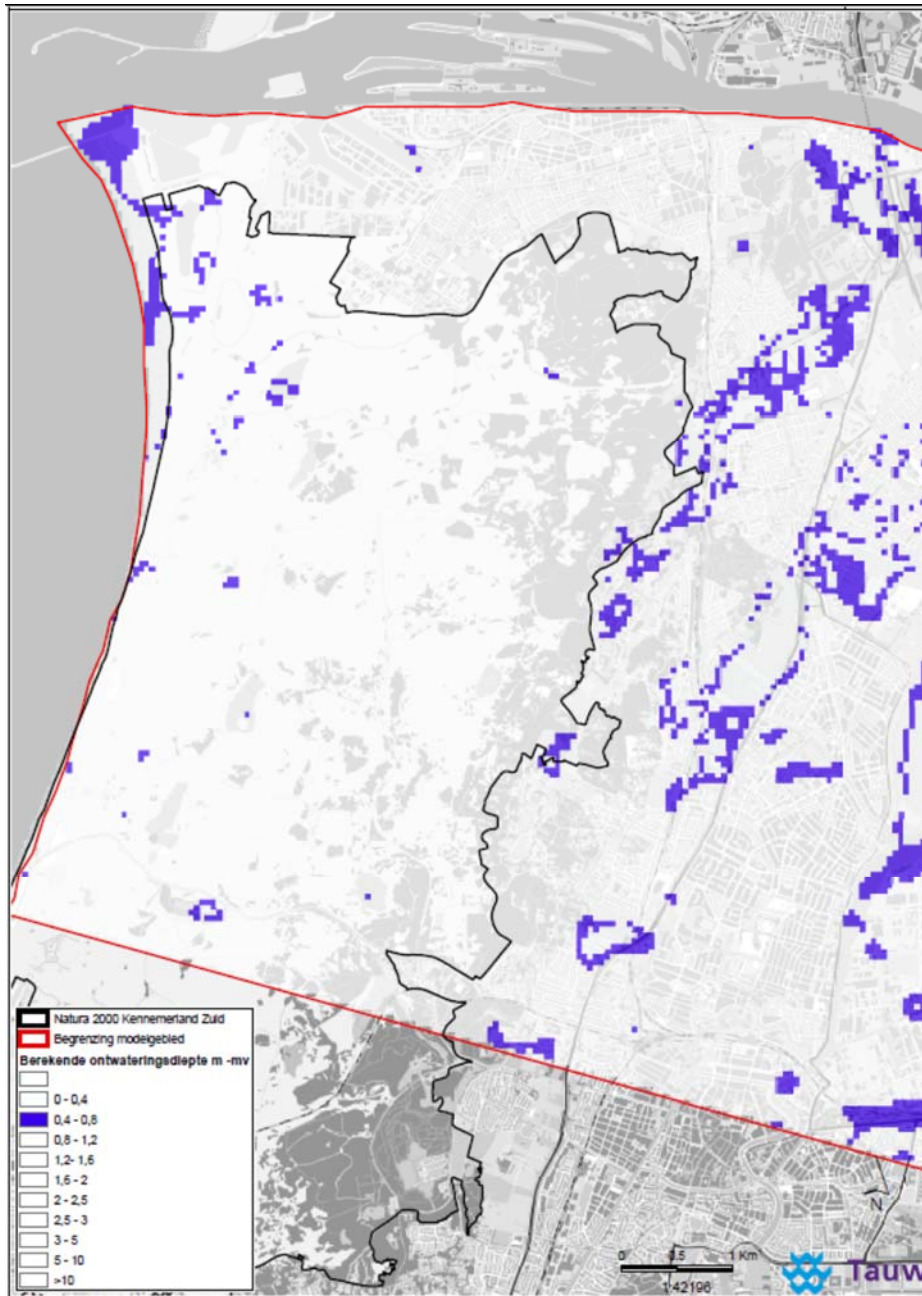 Natura 2000 Kennemerland Zuid
Begrenzing modelgebied
Berekende ontwateringsdiepte m -mv
0 - 0,4
0,4 - 0,8
0,8 - 1,2
1,2- 1,6
1,6 - 2
2 - 2,5
2,5 - 3
3 - 5
5 - 10
>10
N
0 0.5 1 Km
1:42196
Tauw